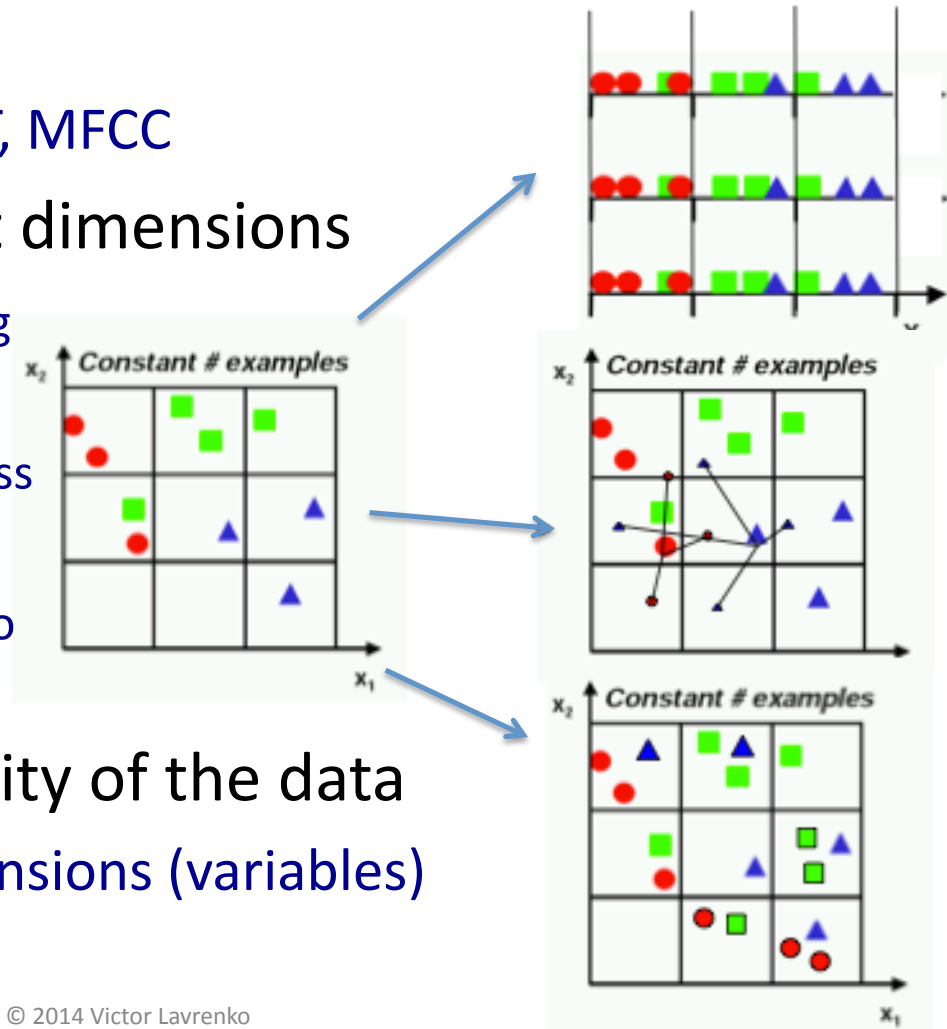 , MFCC
dimensions
g
x₂ Constant # examples
ss
o
x₁
x₂ Constant # examples
x₂ Constant # examples
x₁
ity of the data
nsions (variables)
© 2014 Victor Lavrenko